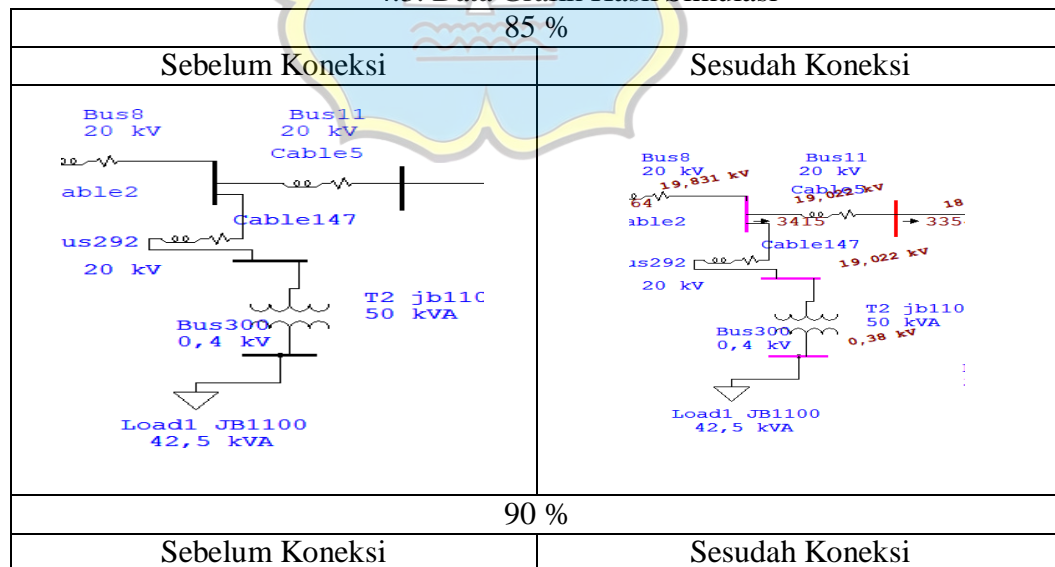 85 %
Sebelum Koneksi
Sesudah Koneksi
Bus8
20 kV
Bus11
20 kV
Cable5
able2
Cable147
us292
20 kV
T2 jb110
50 kVA
Bus300
0,4 kV
Load1 JB1100
42,5 kVA
Bus8
20 kV
19,831 kV
Bus11
20 kV
Cable5
19,022 kV
64
18
able2
3415
335
Cable147
19,022 kV
us292
20 kV
T2 jb110
50 kVA
Bus300
0,4 kV
0,38 kV
Load1 JB1100
42,5 kVA
90 %
Sebelum Koneksi
Sesudah Koneksi